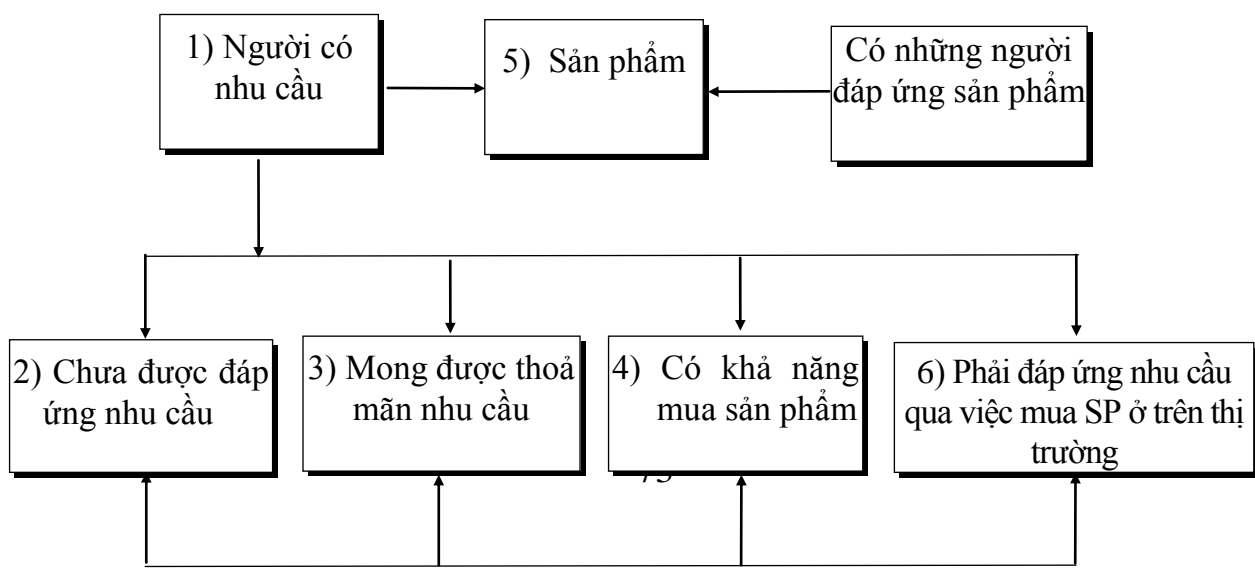 1) Người có
nhu cầu
5) Sản phẩm
Có những người
đáp ứng sản phẩm
2) Chưa được đáp
ứng nhu cầu
3) Mong được thoả
mãn nhu cầu
4) Có khả năng
mua sản phẩm
6) Phải đáp ứng nhu cầu
qua việc mua SP ở trên thị
trường